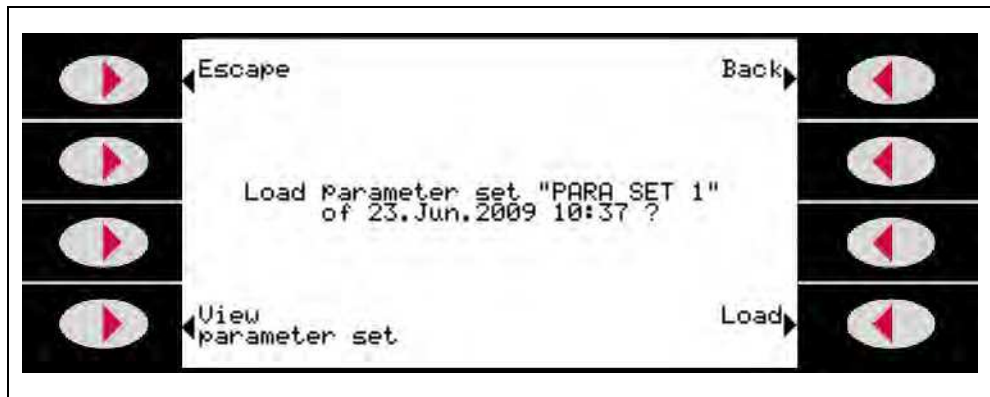 Escape
Back
Load parameter set "PARA SET 1"
of 23.Jun.2009 10:37 ?
View
parameter set
Load